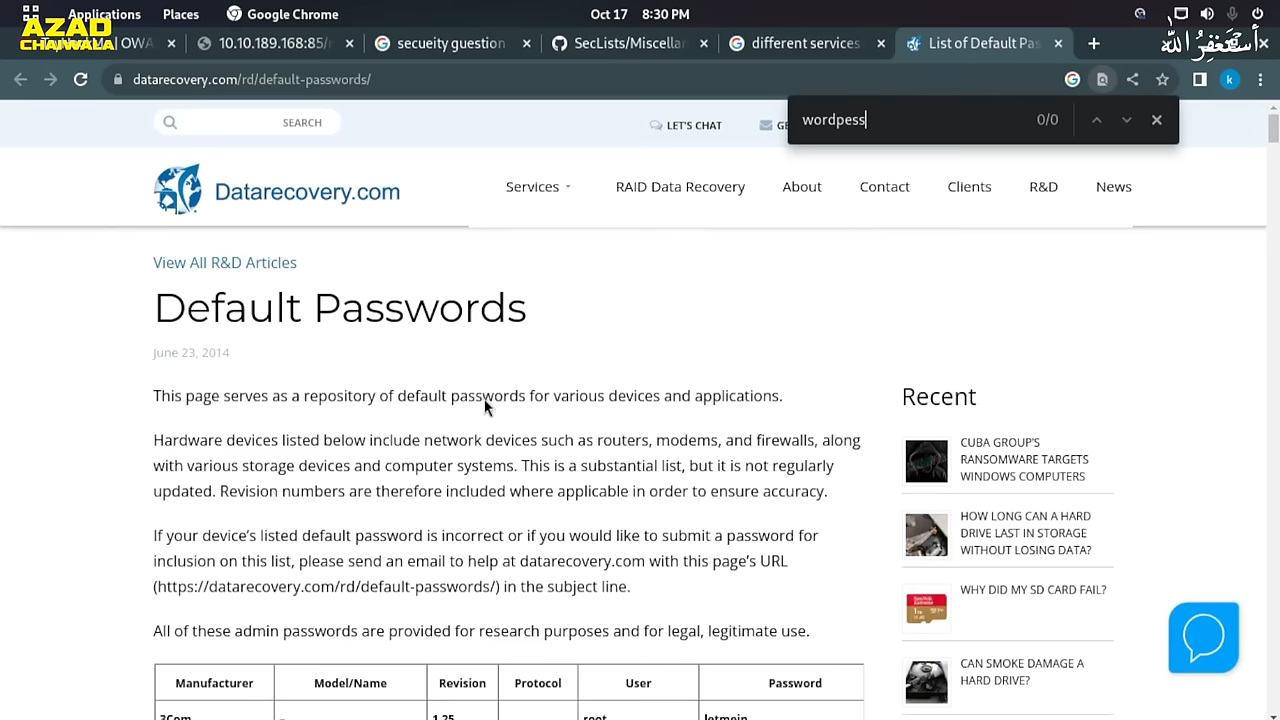 Applications Places Google Chrome Oct 17 8:30 PM
AZAD
CHAIWALA
OWA 10.10.189.168:85/ secueity guestion SecLists/Miscella different services List of Default Pas
أستغفر الله
datarecovery.com/rd/default-passwords/ k
wordpess 0/0
SEARCH LET'S CHAT GE
Datarecovery.com
Services RAID Data Recovery About Contact Clients R&D News
View All R&D Articles
Default Passwords
June 23, 2014
This page serves as a repository of default passwords for various devices and applications.
Hardware devices listed below include network devices such as routers, modems, and firewalls, along
with various storage devices and computer systems. This is a substantial list, but it is not regularly
updated. Revision numbers are therefore included where applicable in order to ensure accuracy.
If your device's listed default password is incorrect or if you would like to submit a password for
inclusion on this list, please send an email to help at datarecovery.com with this page's URL
(https://datarecovery.com/rd/default-passwords/) in the subject line.
All of these admin passwords are provided for research purposes and for legal, legitimate use.
Manufacturer Model/Name Revision Protocol User Password
3Com – 1.25 root letmein
Recent
CUBA GROUP'S
RANSOMWARE TARGETS
WINDOWS COMPUTERS
HOW LONG CAN A HARD
DRIVE LAST IN STORAGE
WITHOUT LOSING DATA?
WHY DID MY SD CARD FAIL?
CAN SMOKE DAMAGE A
HARD DRIVE?